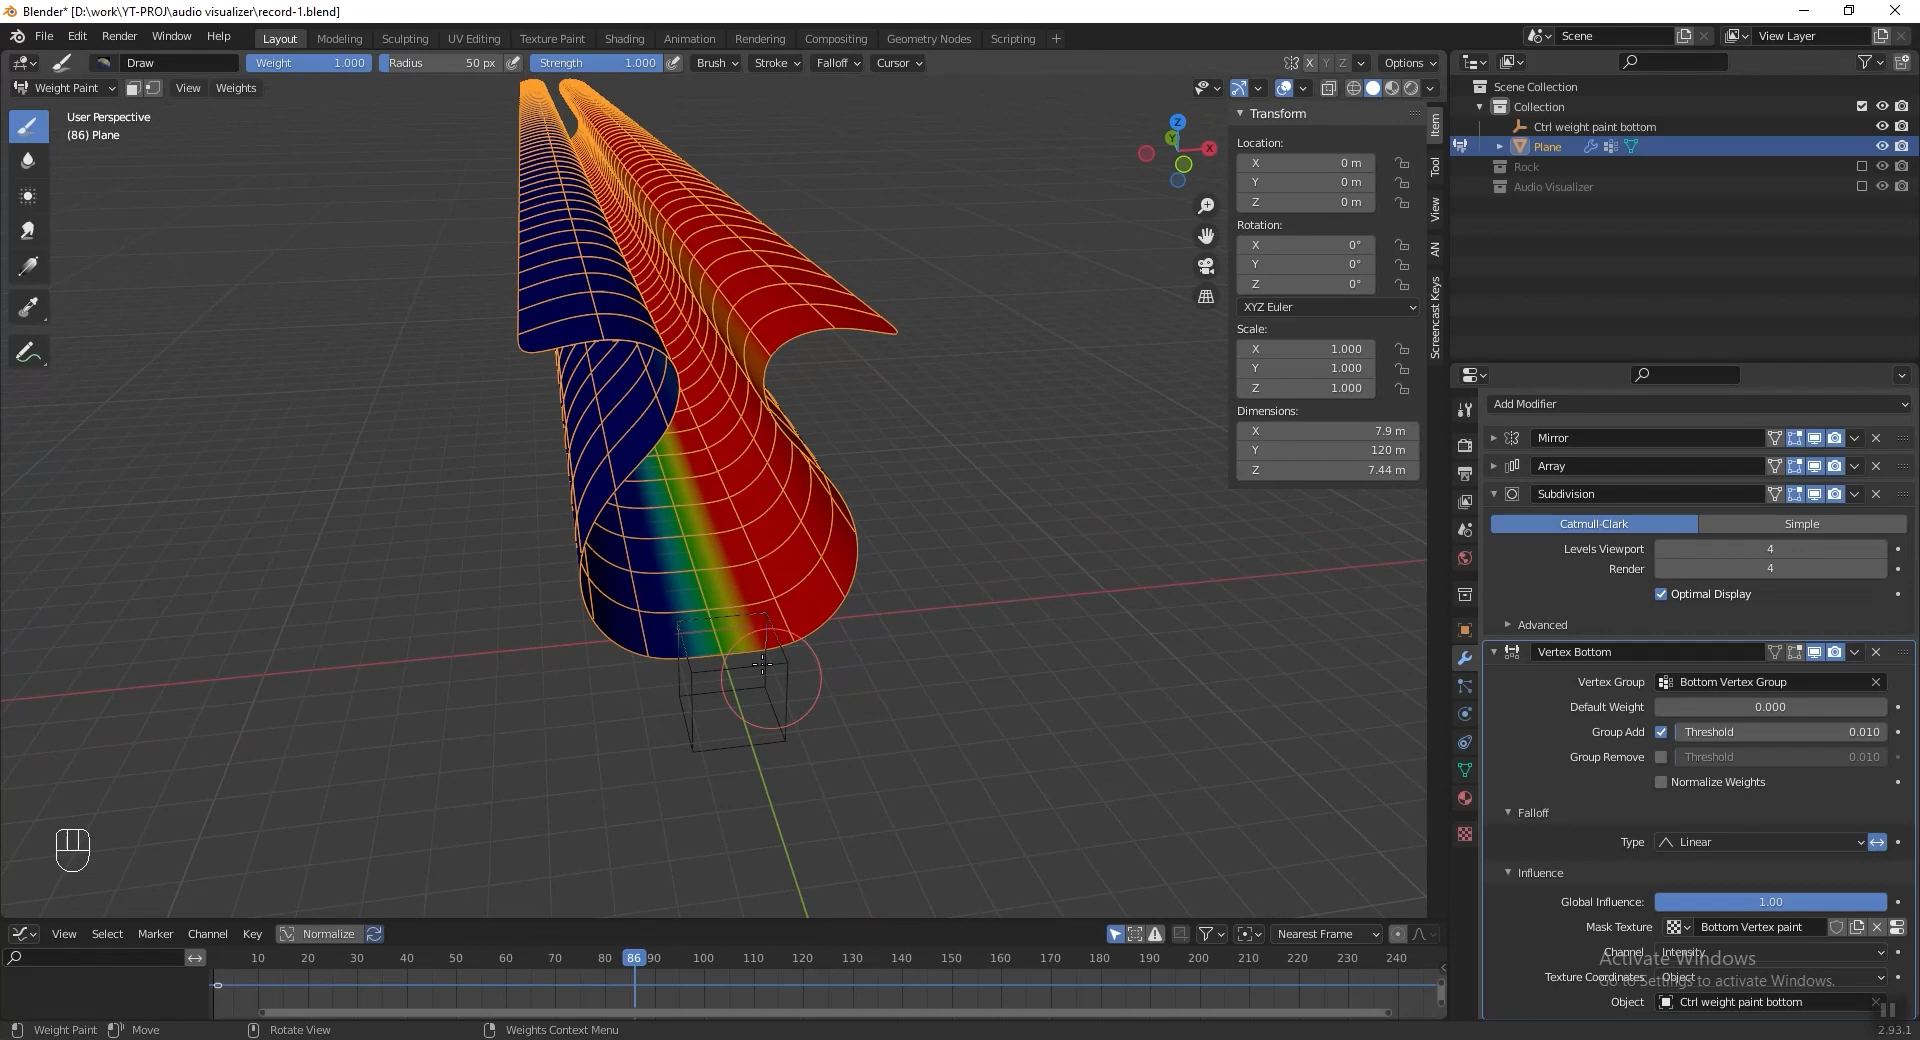 Blender* [D:\work\YT-PROJ\audio visualizer\record-1.blend]
File Edit Render Window Help
Layout Modeling Sculpting UV Editing Texture Paint Shading Animation Rendering Compositing Geometry Nodes Scripting +
Scene
View Layer
Draw
Weight 1.000
Radius 50 px
Strength 1.000
Brush
Stroke
Falloff
Cursor
X Y Z
Options
Weight Paint
View Weights
User Perspective
(86) Plane
Z
Y
X
Transform
Location:
X 0 m
Y 0 m
Z 0 m
Rotation:
X 0°
Y 0°
Z 0°
XYZ Euler
Scale:
X 1.000
Y 1.000
Z 1.000
Dimensions:
X 7.9 m
Y 120 m
Z 7.44 m
Item
Tool
View
AN
Screencast Keys
Scene Collection
Collection
Ctrl weight paint bottom
Plane
Rock
Audio Visualizer
Add Modifier
Mirror
Array
Subdivision
Catmull-Clark Simple
Levels Viewport 4
Render 4
Optimal Display
Advanced
Vertex Bottom
Vertex Group Bottom Vertex Group
Default Weight 0.000
Group Add Threshold 0.010
Group Remove Threshold 0.010
Normalize Weights
Falloff
Type Linear
Influence
Global Influence: 1.00
Mask Texture Bottom Vertex paint
Channel Intensity
Texture Coordinates Object
Object Ctrl weight paint bottom
Activate Windows
Go to Settings to activate Windows.
View Select Marker Channel Key Normalize
Nearest Frame
10 20 30 40 50 60 70 80 86 90 100 110 120 130 140 150 160 170 180 190 200 210 220 230 240
Weight Paint Move Rotate View Weights Context Menu
2.93.1